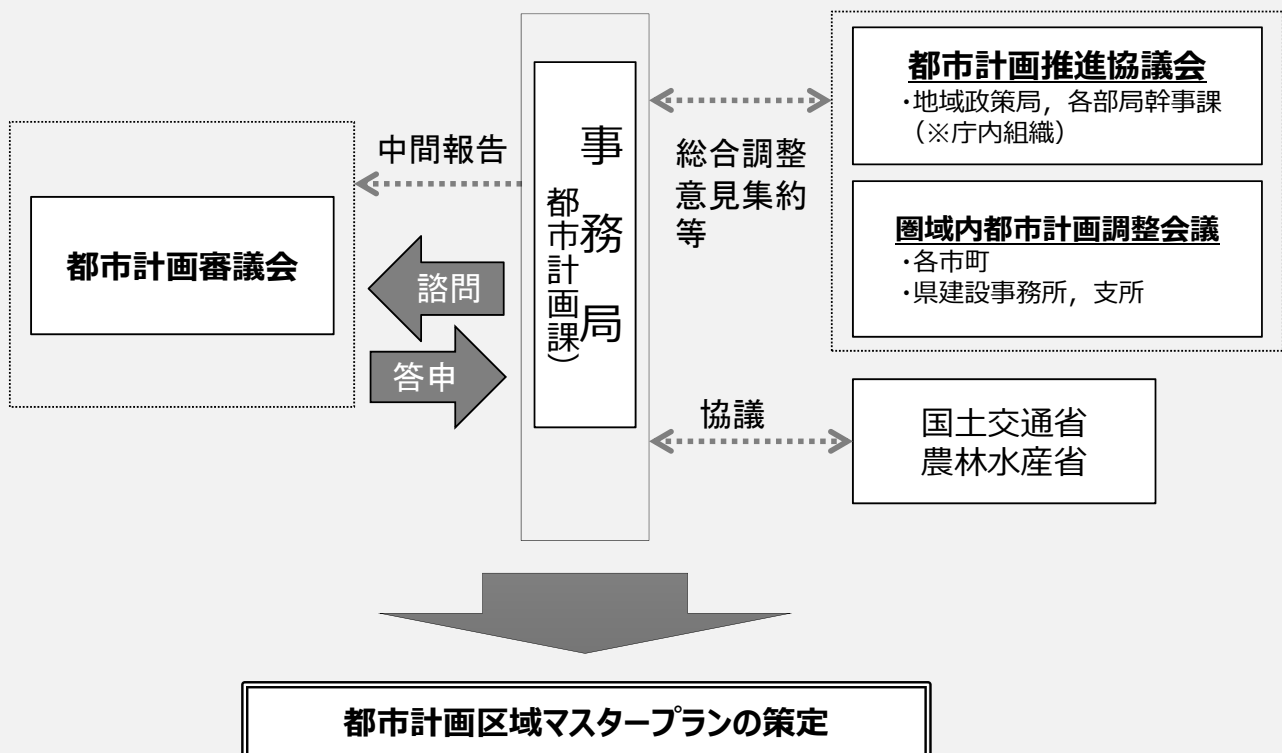 都市計画推進協議会
・地域政策局，各部局幹事課
（※庁内組織）
圏域内都市計画調整会議
・各市町
・県建設事務所，支所
総合調整
意見集約
等
事務局
都市計画課）
中間報告
都市計画審議会
諮問
答申
協議
国土交通省
農林水産省
都市計画区域マスタープランの策定